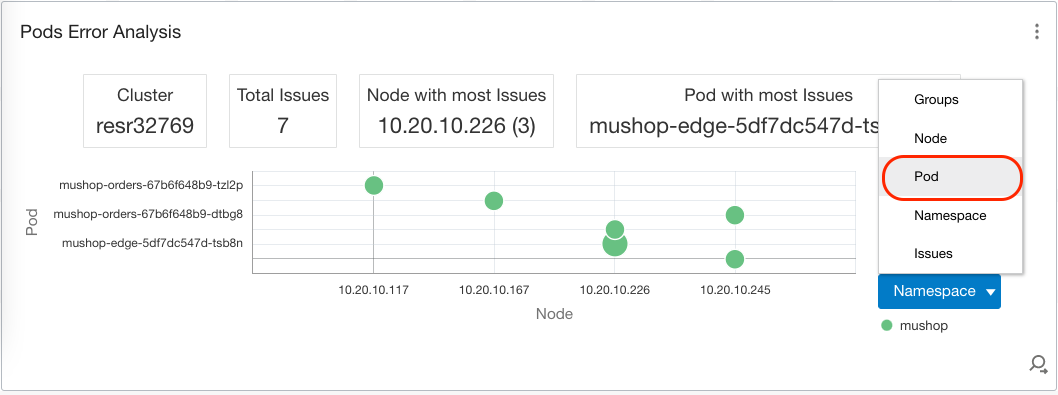 Pods Error Analysis
Cluster
resr32769
Total Issues
7
Node with most Issues
10.20.10.226 (3)
Pod with most Issues
mushop-edge-5df7dc547d-ts
Groups
Node
Pod
Namespace
Issues
Namespace
mushop
Pod
mushop-orders-67b6f648b9-tzl2p
mushop-orders-67b6f648b9-dtbg8
mushop-edge-5df7dc547d-tsb8n
10.20.10.117
10.20.10.167
10.20.10.226
10.20.10.245
Node